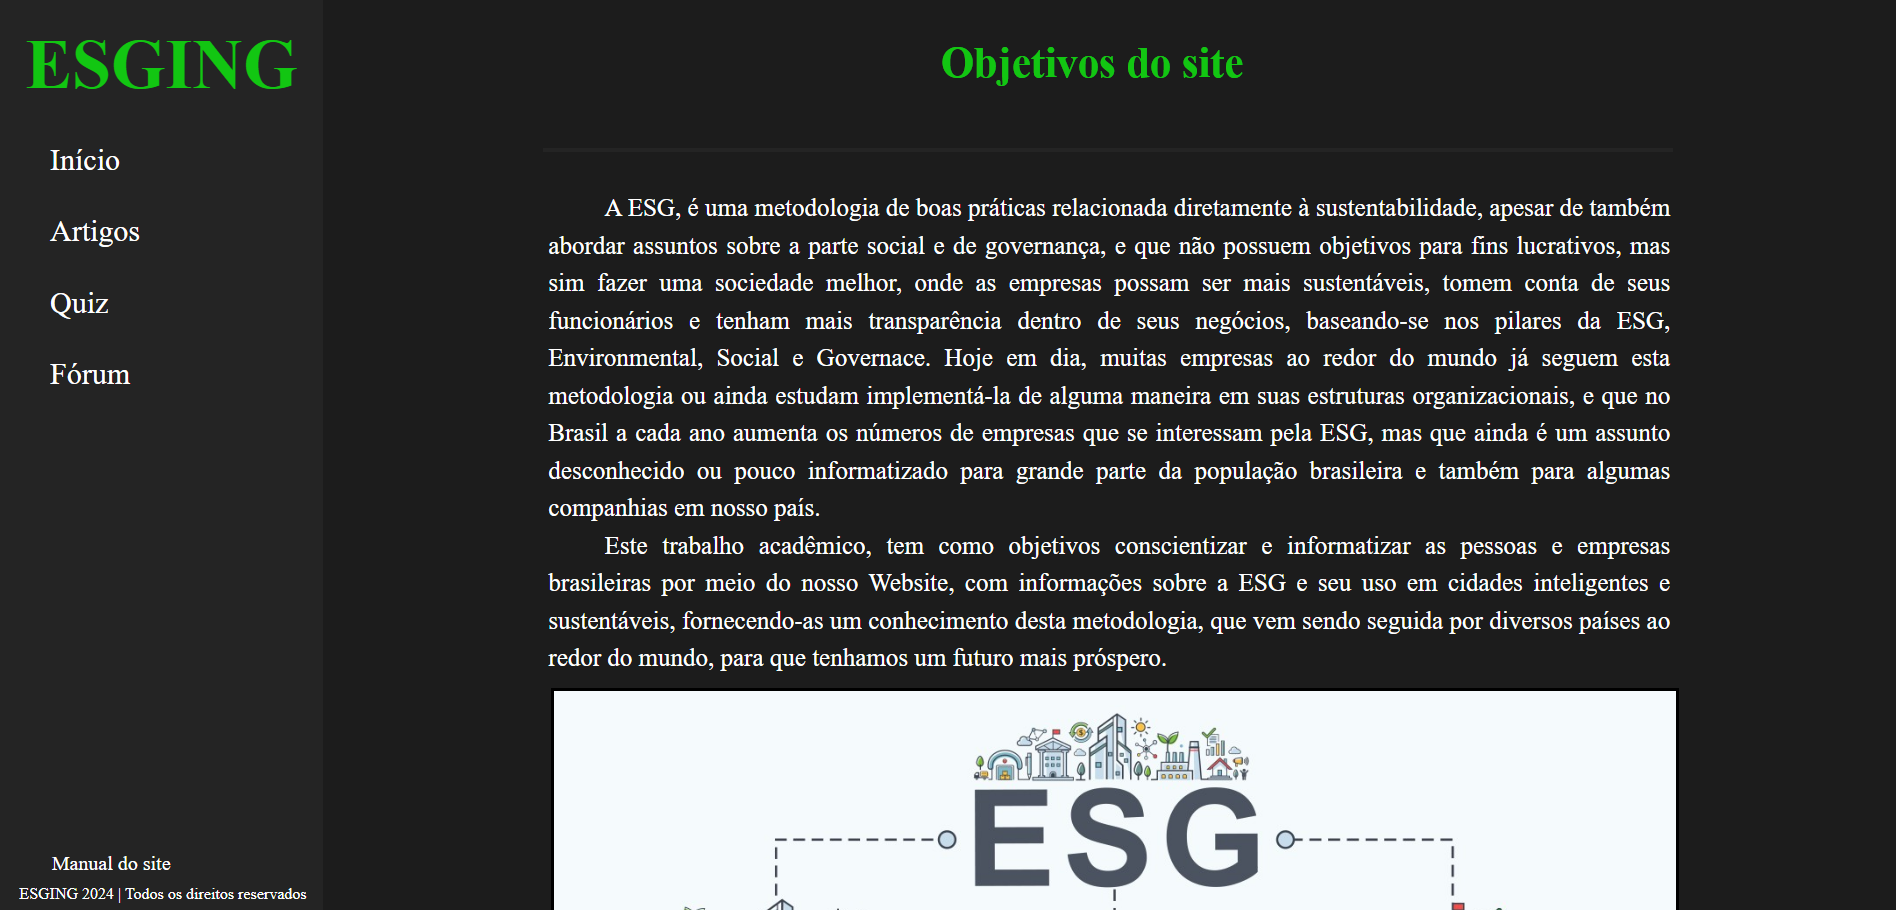 ESGING
Início
Artigos
Quiz
Fórum
Manual do site
ESGING 2024 | Todos os direitos reservados
Objetivos do site
A ESG, é uma metodologia de boas práticas relacionada diretamente à sustentabilidade, apesar de também
abordar assuntos sobre a parte social e de governança, e que não possuem objetivos para fins lucrativos, mas
sim fazer uma sociedade melhor, onde as empresas possam ser mais sustentáveis, tomem conta de seus
funcionários e tenham mais transparência dentro de seus negócios, baseando-se nos pilares da ESG,
Environmental, Social e Governace. Hoje em dia, muitas empresas ao redor do mundo já seguem esta
metodologia ou ainda estudam implementá-la de alguma maneira em suas estruturas organizacionais, e que no
Brasil a cada ano aumenta os números de empresas que se interessam pela ESG, mas que ainda é um assunto
desconhecido ou pouco informatizado para grande parte da população brasileira e também para algumas
companhias em nosso país.
Este trabalho acadêmico, tem como objetivos conscientizar e informatizar as pessoas e empresas
brasileiras por meio do nosso Website, com informações sobre a ESG e seu uso em cidades inteligentes e
sustentáveis, fornecendo-as um conhecimento desta metodologia, que vem sendo seguida por diversos países ao
redor do mundo, para que tenhamos um futuro mais próspero.
ESG